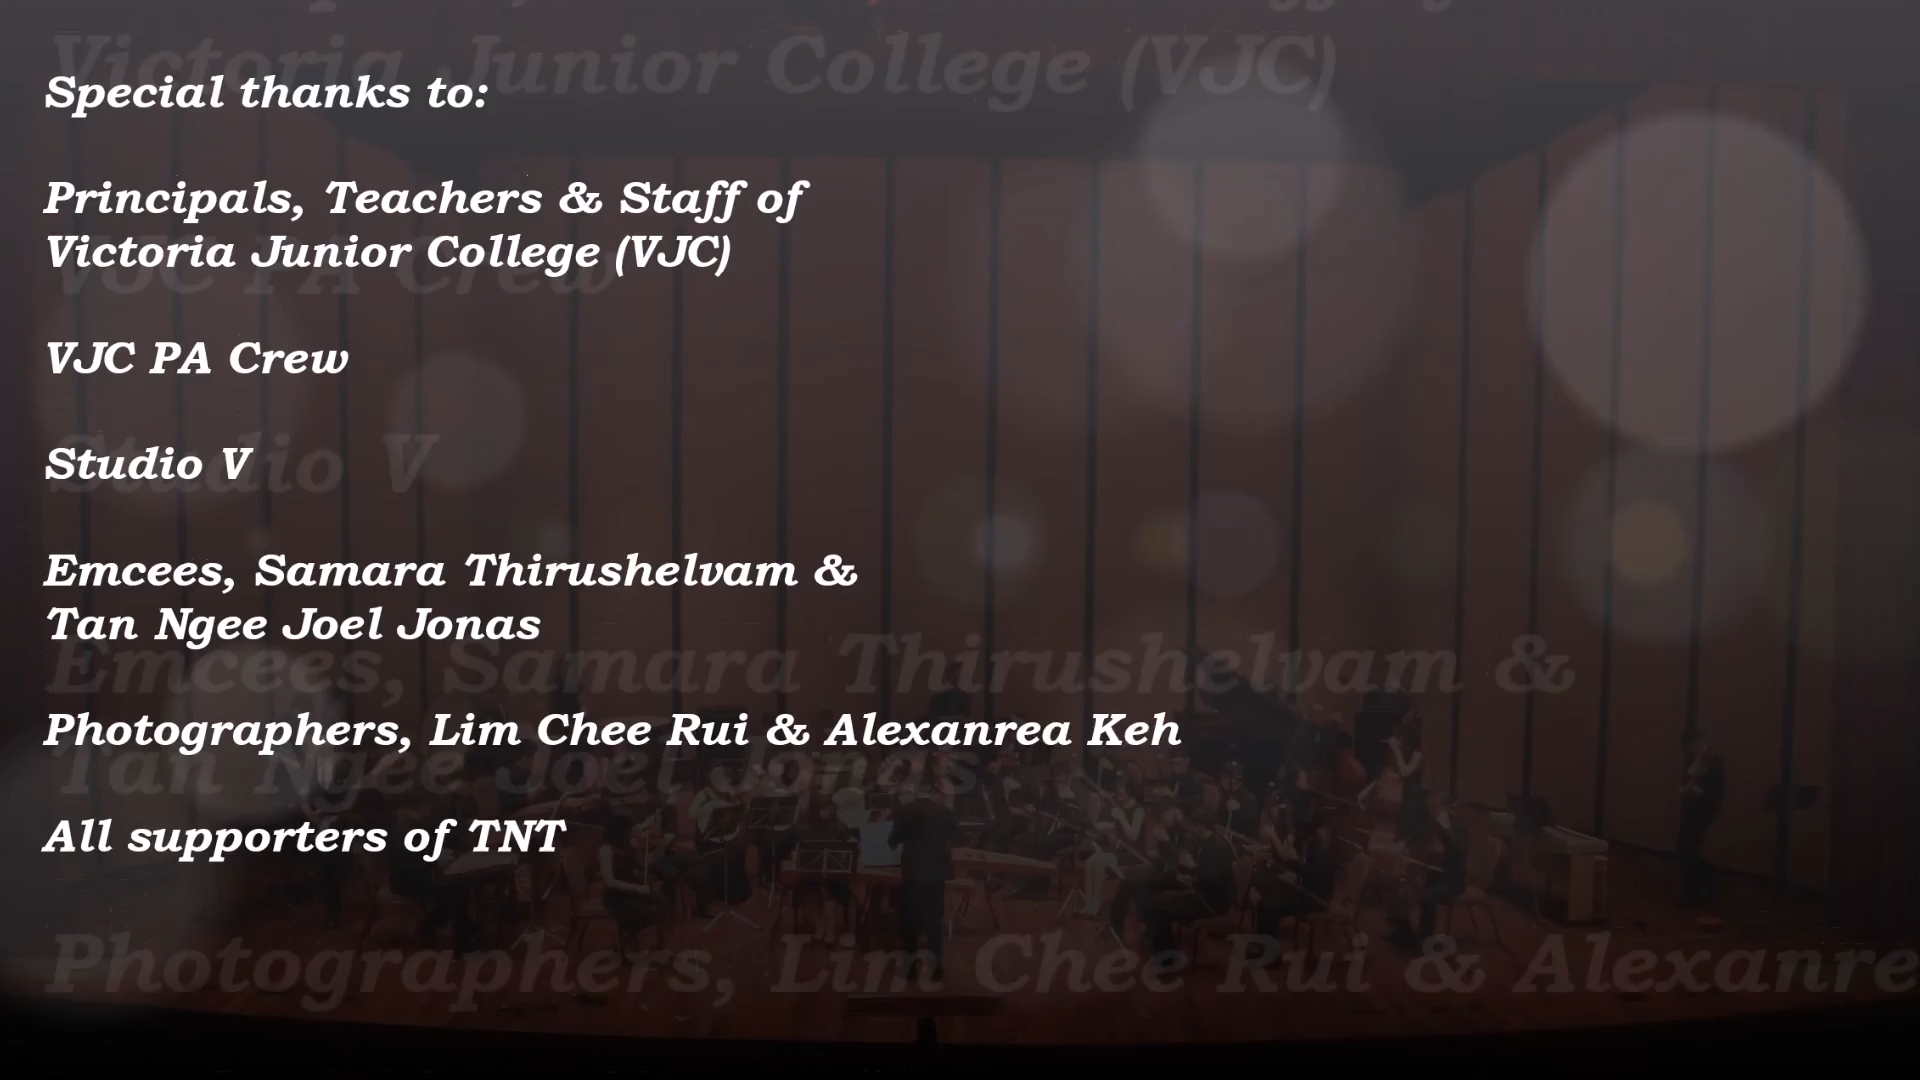 Special thanks to:
Principals, Teachers & Staff of
Victoria Junior College (VJC)
VJC PA Crew
Studio V
Emcees, Samara Thirushelvam &
Tan Ngee Joel Jonas
Photographers, Lim Chee Rui & Alexanrea Keh
All supporters of TNT